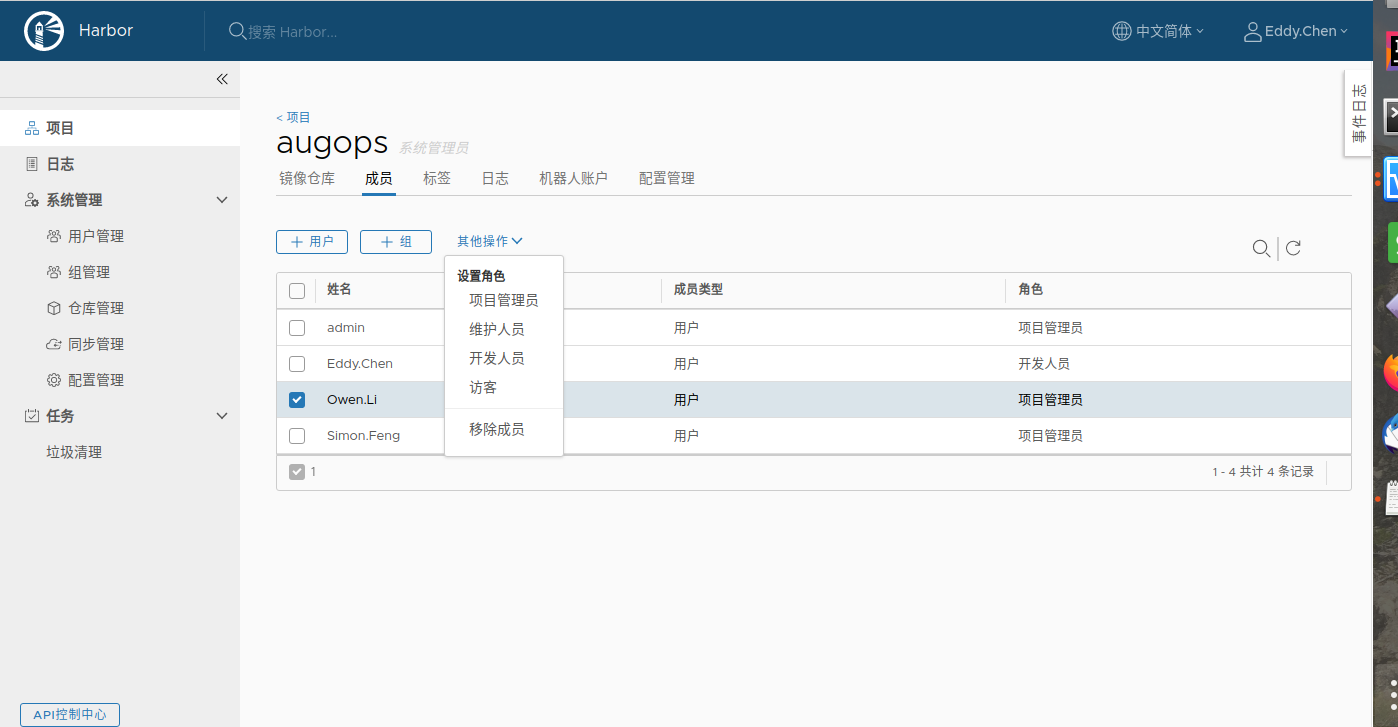 Harbor
搜索 Harbor...
中文简体
Eddy.Chen
事件日志
项目
日志
系统管理
用户管理
组管理
仓库管理
同步管理
配置管理
任务
垃圾清理
API控制中心
< 项目
augops 系统管理员
镜像仓库 成员 标签 日志 机器人账户 配置管理
用户 组 其他操作
设置角色
项目管理员
维护人员
开发人员
访客
移除成员
姓名 成员类型 角色
admin 用户 项目管理员
Eddy.Chen 用户 开发人员
Owen.Li 用户 项目管理员
Simon.Feng 用户 项目管理员
1 1 - 4 共计 4 条记录